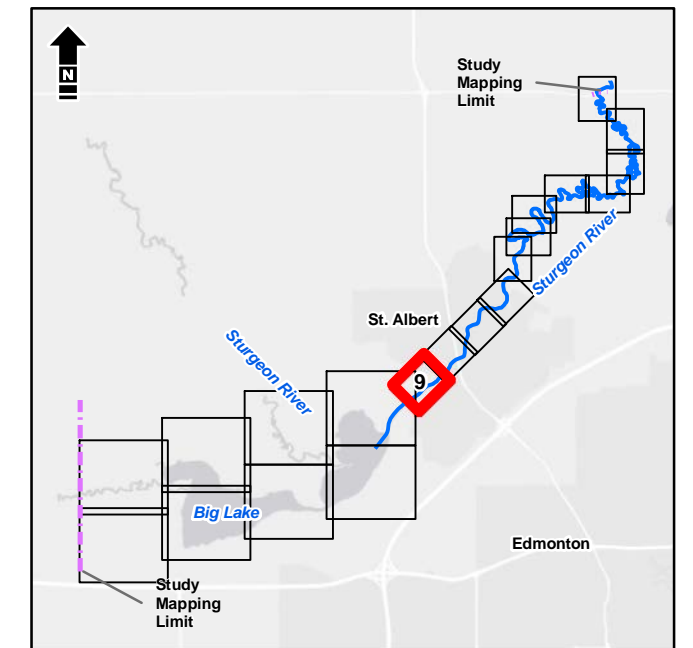 N
Study
Mapping
Limit
Sturgeon River
St. Albert
Sturgeon River
9
Big Lake
Edmonton
Study
Mapping
Limit